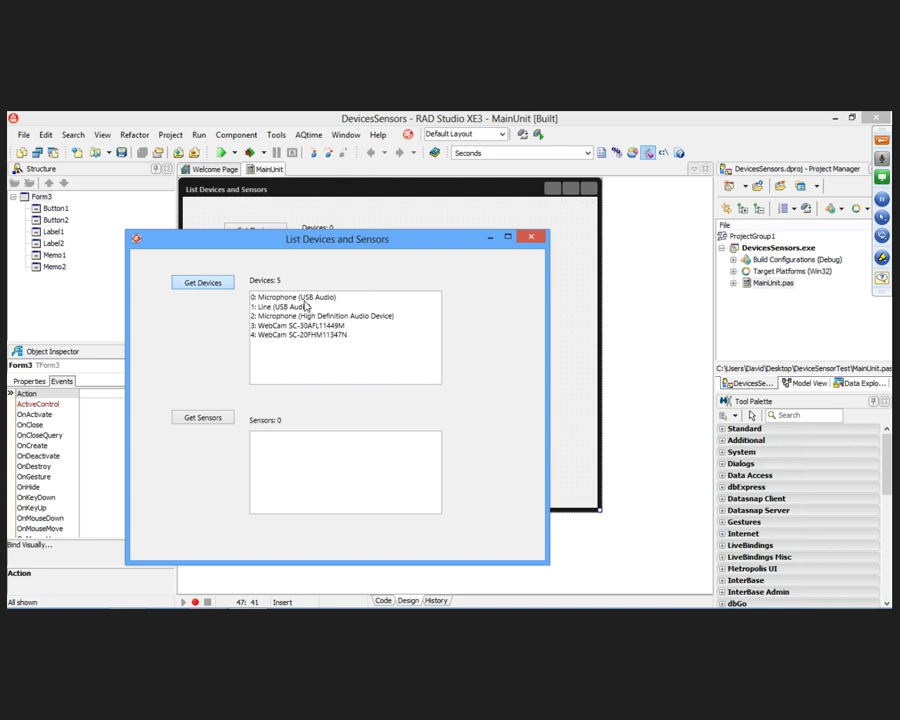 DevicesSensors - RAD Studio XE3 - MainUnit [Built]
File Edit Search View Refactor Project Run Component Tools AQtime Window Help Default Layout
Seconds
Structure
Welcome Page MainUnit
DevicesSensors.dproj - Project Manager
Form3
Button1
Button2
Label1
Label2
Memo1
Memo2
List Devices and Sensors
Devices: 0
File
ProjectGroup1
DevicesSensors.exe
Build Configurations (Debug)
Target Platforms (Win32)
MainUnit.pas
List Devices and Sensors
Get Devices
Devices: 5
0: Microphone (USB Audio)
1: Line (USB Audio)
2: Microphone (High Definition Audio Device)
3: WebCam SC-30AFL11449M
4: WebCam SC-20FHM11347N
Get Sensors
Sensors: 0
Object Inspector
Form3 TForm3
Properties Events
Action
ActiveControl
OnActivate
OnClose
OnCloseQuery
OnCreate
OnDeactivate
OnDestroy
OnGesture
OnHide
OnKeyDown
OnKeyUp
OnMouseDown
OnMouseMove
Bind Visually...
Action
All shown
47: 41 Insert
Code Design History
C:\Users\David\Desktop\DeviceSensorTest\MainUnit.pas
DevicesSe... Model View Data Explo...
Tool Palette
Search
Standard
Additional
System
Dialogs
Data Access
dbExpress
Datasnap Client
Datasnap Server
Gestures
Internet
LiveBindings
LiveBindings Misc
Metropolis UI
InterBase
InterBase Admin
dbGo